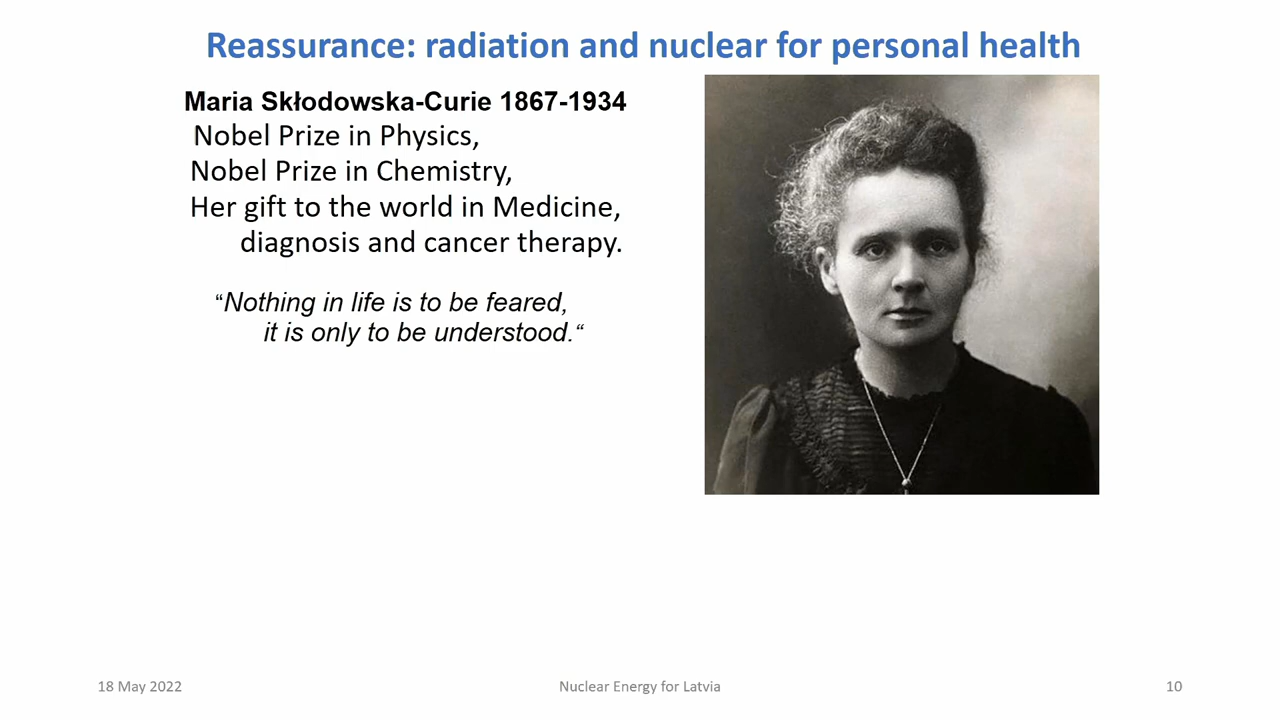 Reassurance: radiation and nuclear for personal health
Maria Skłodowska-Curie 1867-1934
Nobel Prize in Physics,
Nobel Prize in Chemistry,
Her gift to the world in Medicine,
diagnosis and cancer therapy.
“Nothing in life is to be feared,
it is only to be understood.“
18 May 2022
Nuclear Energy for Latvia
10